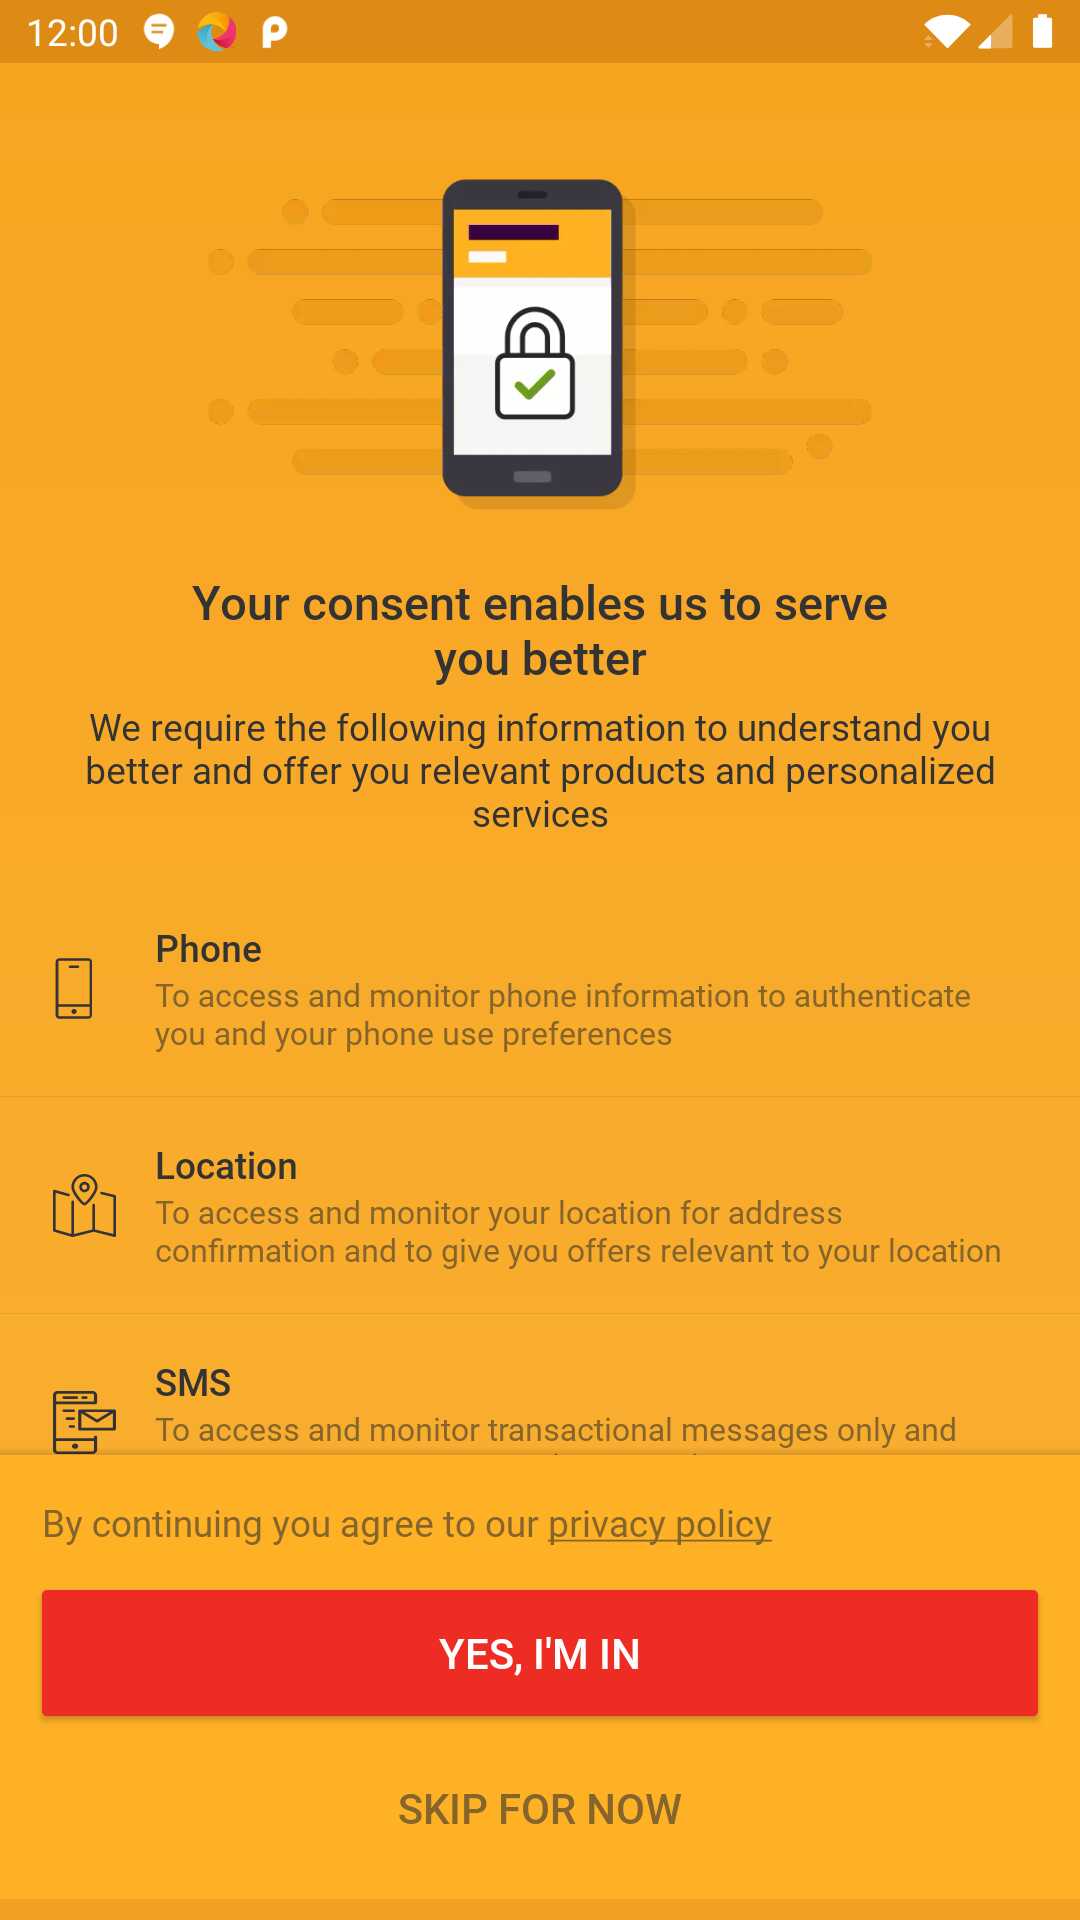 12:00
Your consent enables us to serve
you better
We require the following information to understand you
better and offer you relevant products and personalized
services
Phone
To access and monitor phone information to authenticate
you and your phone use preferences
Location
To access and monitor your location for address
confirmation and to give you offers relevant to your location
SMS
To access and monitor transactional messages only and
By continuing you agree to our privacy policy
YES, I'M IN
SKIP FOR NOW